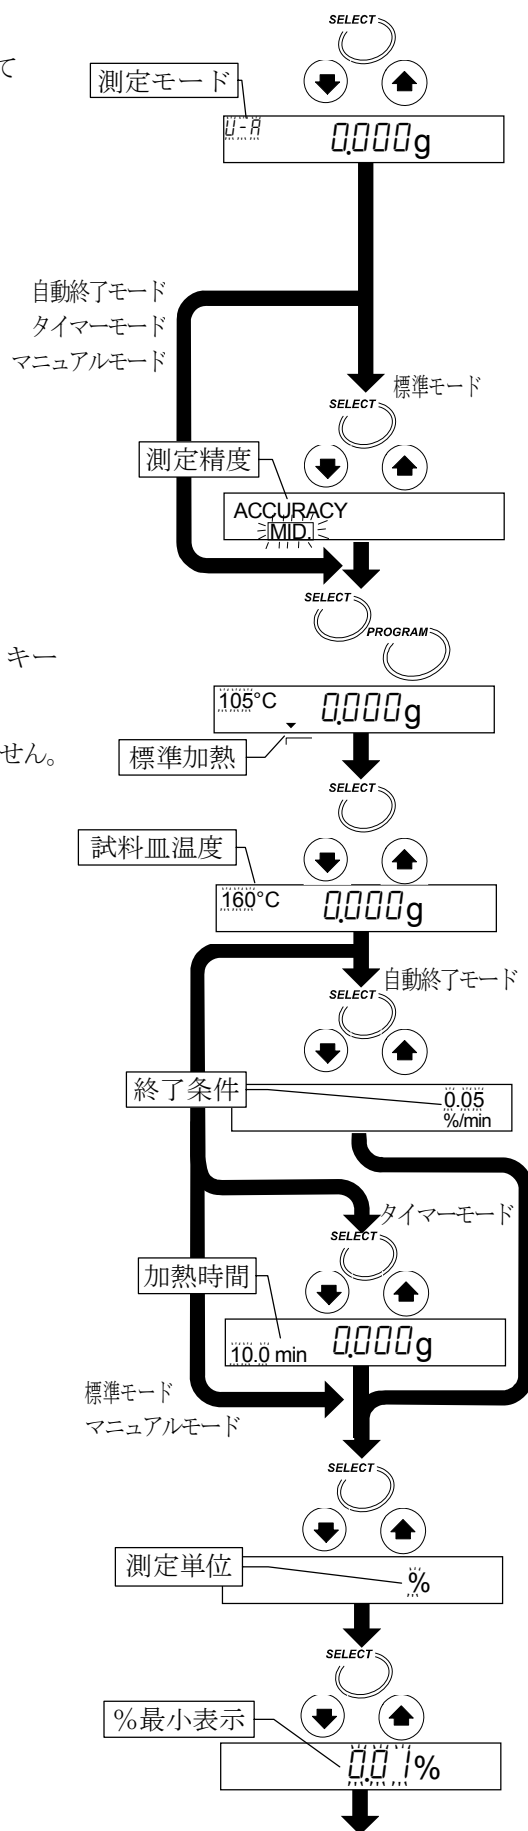 SELECT
て
測定モード
U-A 0.000g
自動終了モード
タイマーモード
マニュアルモード
標準モード
SELECT
測定精度
ACCURACY
MID.
SELECT
PROGRAM
キー
105°C 0.000g
せん。
標準加熱
SELECT
試料皿温度
160°C 0.000g
自動終了モード
SELECT
終了条件
0.05
%/min
タイマーモード
SELECT
加熱時間
10.0 min 0.000g
標準モード
マニュアルモード
SELECT
測定単位
%
SELECT
%最小表示
0.01%